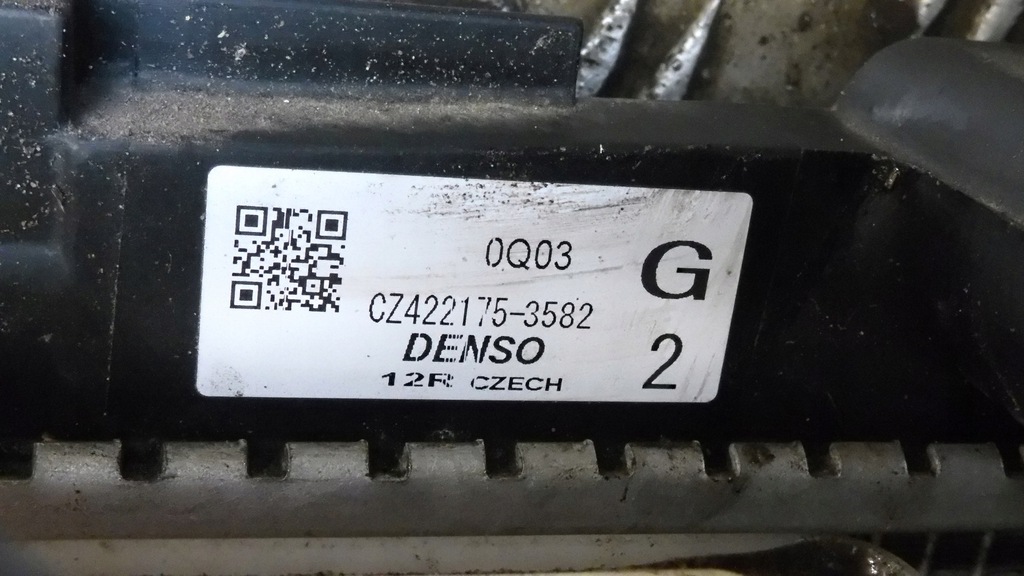 0Q03
G
CZ422175-3582
DENSO
2
12R CZECH